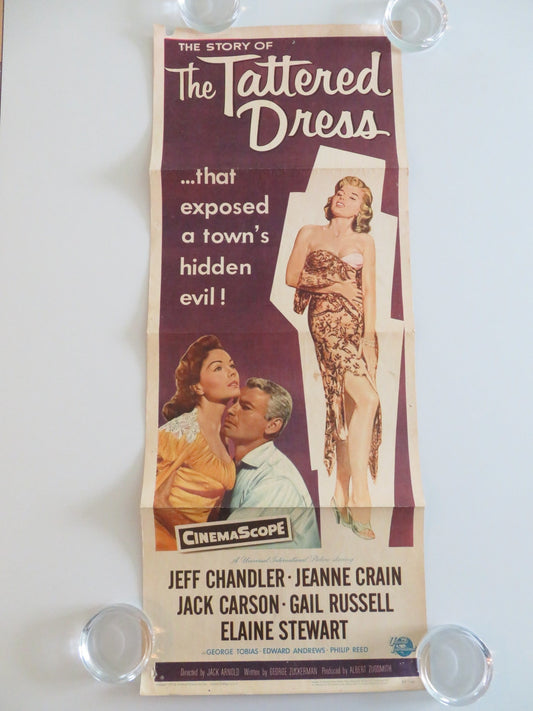 THE STORY OF
The Tattered
Dress
...that
exposed
a town's
hidden
evil!
CINEMASCOPE
A Universal-International Picture starring
JEFF CHANDLER · JEANNE CRAIN
JACK CARSON · GAIL RUSSELL
ELAINE STEWART
with GEORGE TOBIAS · EDWARD ANDREWS · PHILIP REED
Directed by JACK ARNOLD Written by GEORGE ZUCKERMAN Produced by ALBERT ZUGSMITH